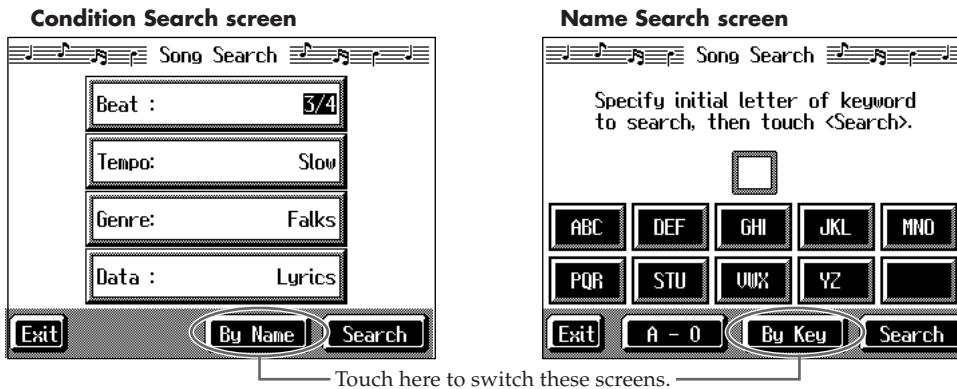 Condition Search screen
Song Search
Beat : 3/4
Tempo: Slow
Genre: Falks
Data : Lyrics
Exit
By Name
Search
Name Search screen
Song Search
Specify initial letter of keyword
to search, then touch <Search>.
ABC DEF GHI JKL MNO
PQR STU VWX YZ
Exit
A - O
By Key
Search
Touch here to switch these screens.